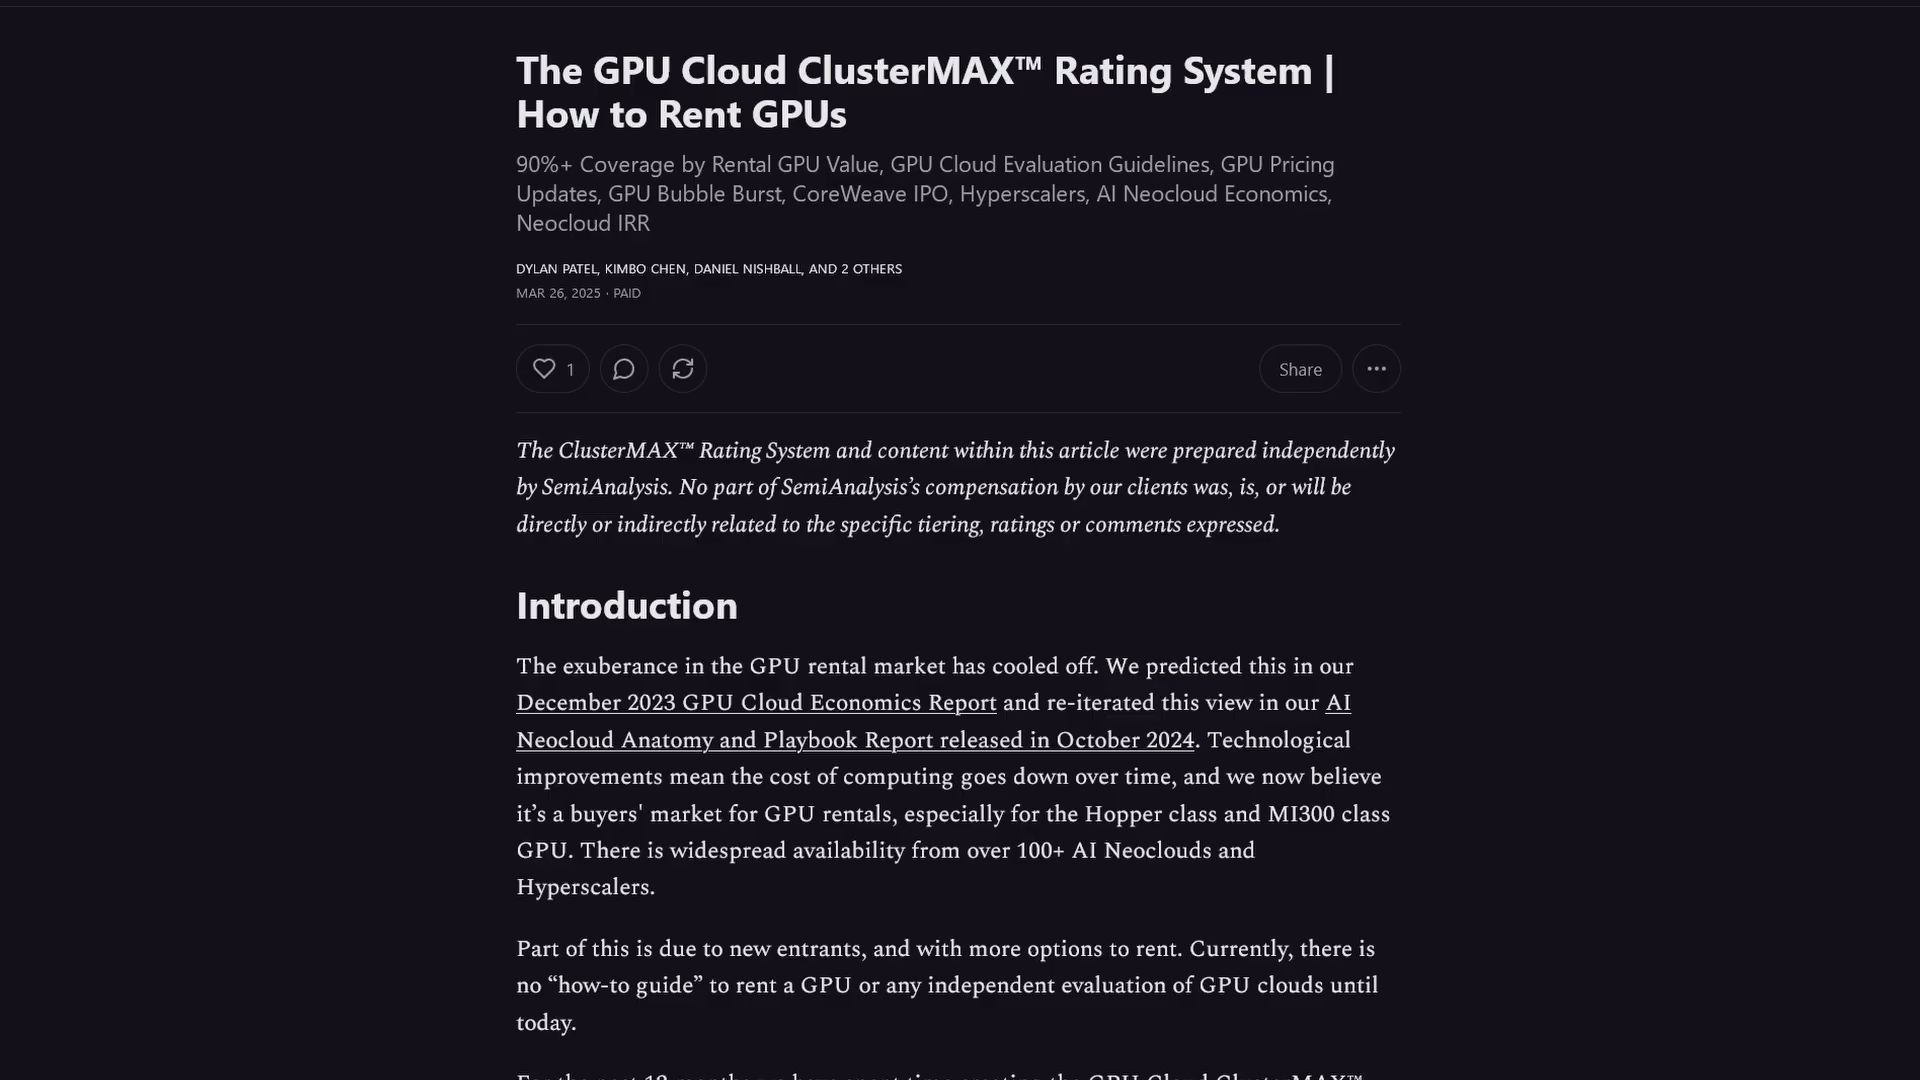 The GPU Cloud ClusterMAX™ Rating System |
How to Rent GPUs
90%+ Coverage by Rental GPU Value, GPU Cloud Evaluation Guidelines, GPU Pricing
Updates, GPU Bubble Burst, CoreWeave IPO, Hyperscalers, AI Neocloud Economics,
Neocloud IRR
DYLAN PATEL, KIMBO CHEN, DANIEL NISHBALL, AND 2 OTHERS
MAR 26, 2025 · PAID
1
Share
The ClusterMAX™ Rating System and content within this article were prepared independently
by SemiAnalysis. No part of SemiAnalysis’s compensation by our clients was, is, or will be
directly or indirectly related to the specific tiering, ratings or comments expressed.
Introduction
The exuberance in the GPU rental market has cooled off. We predicted this in our
December 2023 GPU Cloud Economics Report and re-iterated this view in our AI
Neocloud Anatomy and Playbook Report released in October 2024. Technological
improvements mean the cost of computing goes down over time, and we now believe
it’s a buyers' market for GPU rentals, especially for the Hopper class and MI300 class
GPU. There is widespread availability from over 100+ AI Neoclouds and
Hyperscalers.
Part of this is due to new entrants, and with more options to rent. Currently, there is
no “how-to guide” to rent a GPU or any independent evaluation of GPU clouds until
today.
GPU Cloud ClusterMAX™